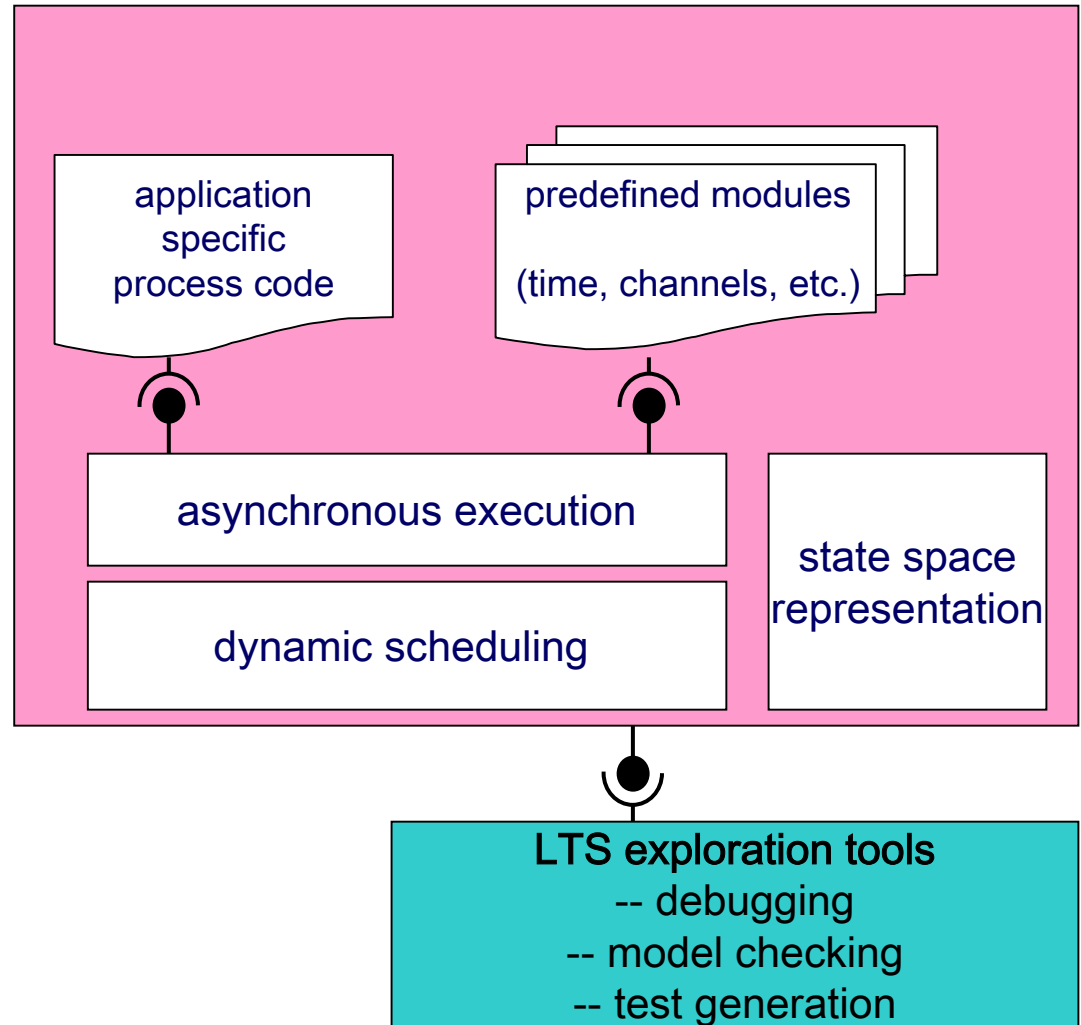 application
specific
process code
predefined modules
(time, channels, etc.)
asynchronous execution
dynamic scheduling
state space
representation
LTS exploration tools
-- debugging
-- model checking
-- test generation